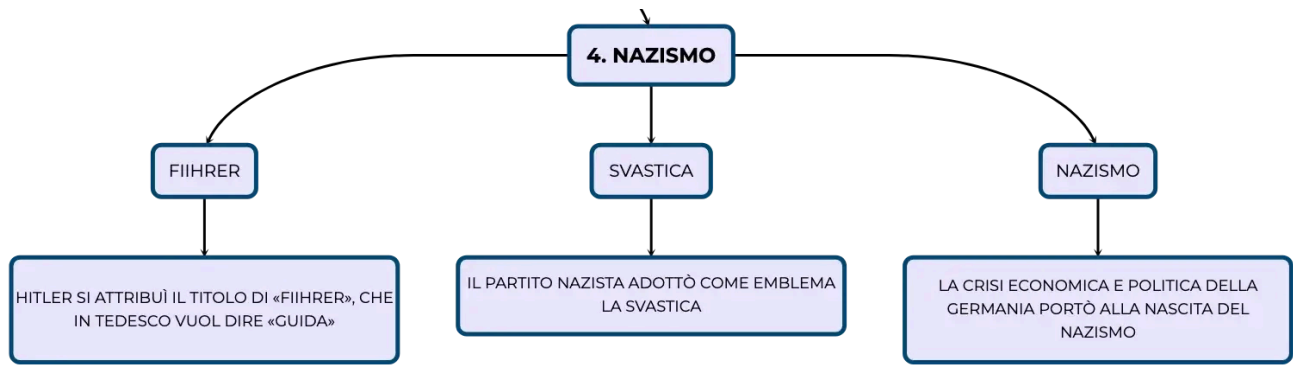 4. NAZISMO
FIIHRER
SVASTICA
NAZISMO
HITLER SI ATTRIBUÌ IL TITOLO DI «FIIHRER», CHE
IN TEDESCO VUOL DIRE «GUIDA»
IL PARTITO NAZISTA ADOTTÒ COME EMBLEMA
LA SVASTICA
LA CRISI ECONOMICA E POLITICA DELLA
GERMANIA PORTÒ ALLA NASCITA DEL
NAZISMO